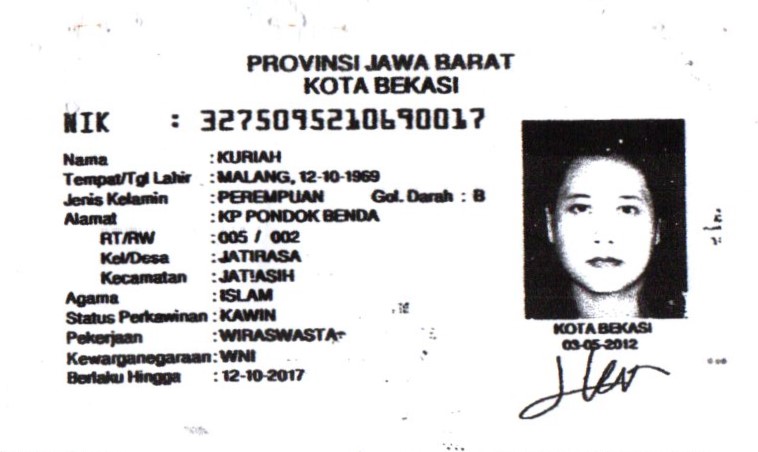 PROVINSI JAWA BARAT
KOTA BEKASI
NIK : 3275095210690017
Nama : KURIAH
Tempat/Tgl Lahir : MALANG, 12-10-1969
Jenis Kelamin : PEREMPUAN Gol. Darah : B
Alamat : KP PONDOK BENDA
RT/RW : 005 / 002
Kel/Desa : JATIRASA
Kecamatan : JATIASIH
Agama : ISLAM
Status Perkawinan : KAWIN
Pekerjaan : WIRASWASTA
Kewarganegaraan : WNI
Berlaku Hingga : 12-10-2017
KOTA BEKASI
03-05-2012